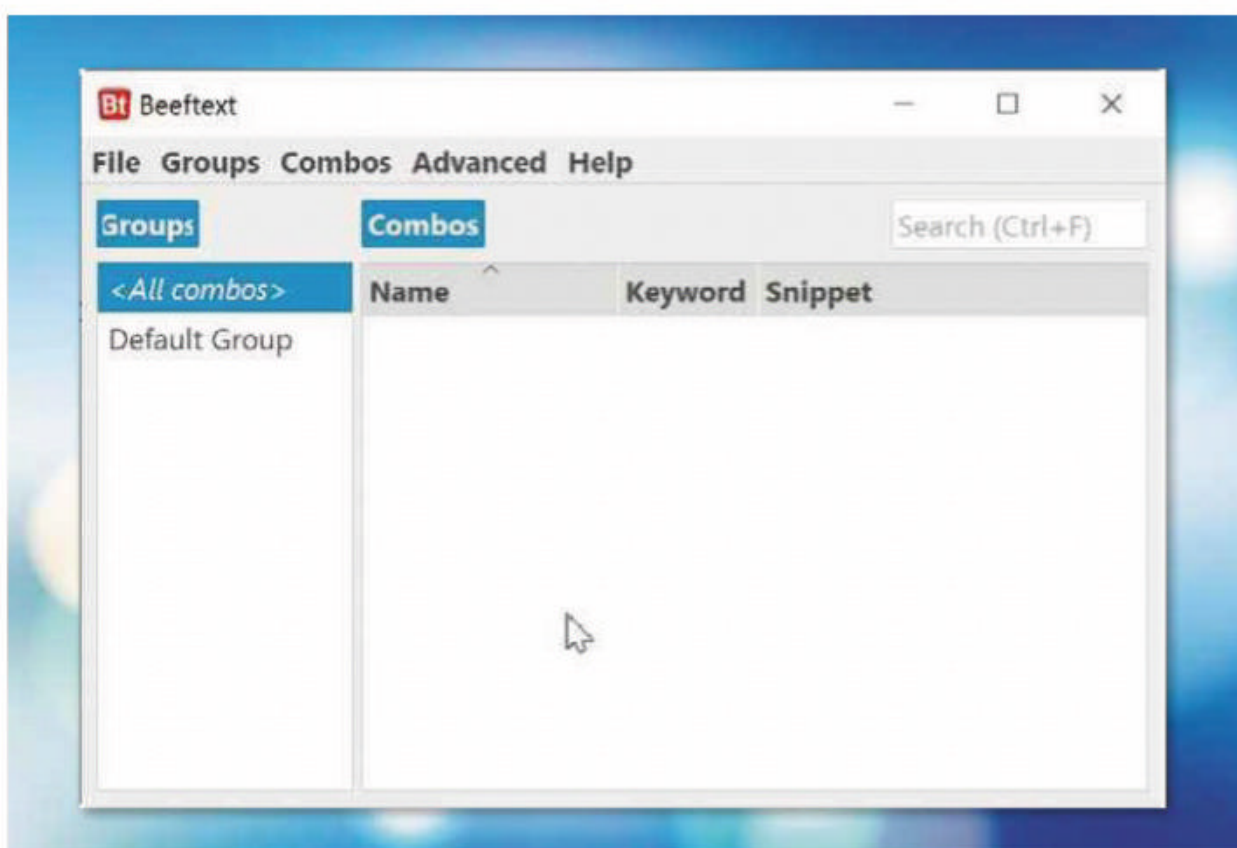 Bt Beeftext
File Groups Combos Advanced Help
Groups Combos Search (Ctrl+F)
<All combos> Name Keyword Snippet
Default Group